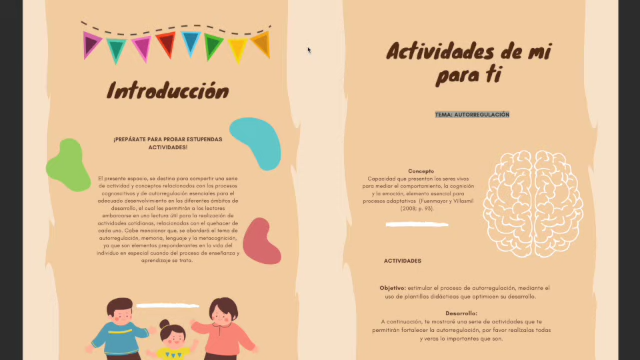 Introducción
¡PREPÁRATE PARA PROBAR ESTUPENDAS
ACTIVIDADES!
El presente espacio, se destina para compartir una serie
de actividad y conceptos relacionados con los procesos
cognoscitivos y de autorregulación esenciales para el
adecuado desenvolvimiento en los diferentes ámbitos de
desarrollo, el cual les permitirán a los lectores
embarcarse en una lectura útil para la realización de
actividades cotidianas, relacionadas con el quehacer de
cada uno. Cabe mencionar que, se abordará el tema de
autorregulación, memoria, lenguaje y la metacognición,
ya que son elementos preponderantes en la vida del
individuo en especial cuando del proceso de enseñanza y
aprendizaje se trata.
Actividades de mi
para ti
TEMA: AUTORREGULACIÓN
Concepto
Capacidad que presentan los seres vivos
para mediar el comportamiento, la cognición
y la emoción, elemento esencial para
procesos adaptativos (Fuenmayor y Villasmil
(2008; p. VII).
ACTIVIDADES
Objetivo: estimular el proceso de autorregulación, mediante el
uso de plantillas didácticas que optimicen su desarrollo.
Desarrollo:
A continuación, te mostraré una serie de actividades que te
permitirán fortalecer la autorregulación, por favor realízalas todas
y verás lo importantes que son.